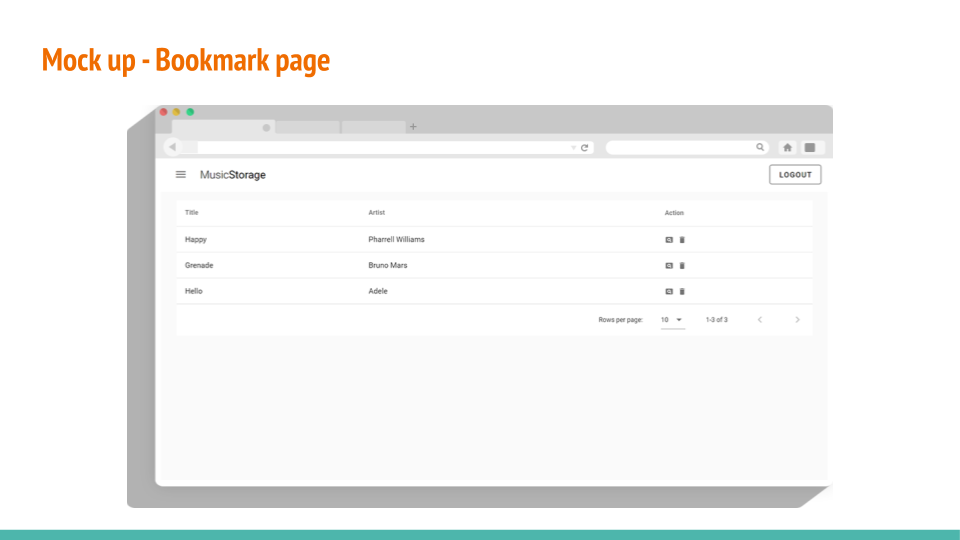 Mock up - Bookmark page
MusicStorage LOGOUT
Title Artist Action
Happy Pharrell Williams
Grenade Bruno Mars
Hello Adele
Rows per page: 10 1-3 of 3